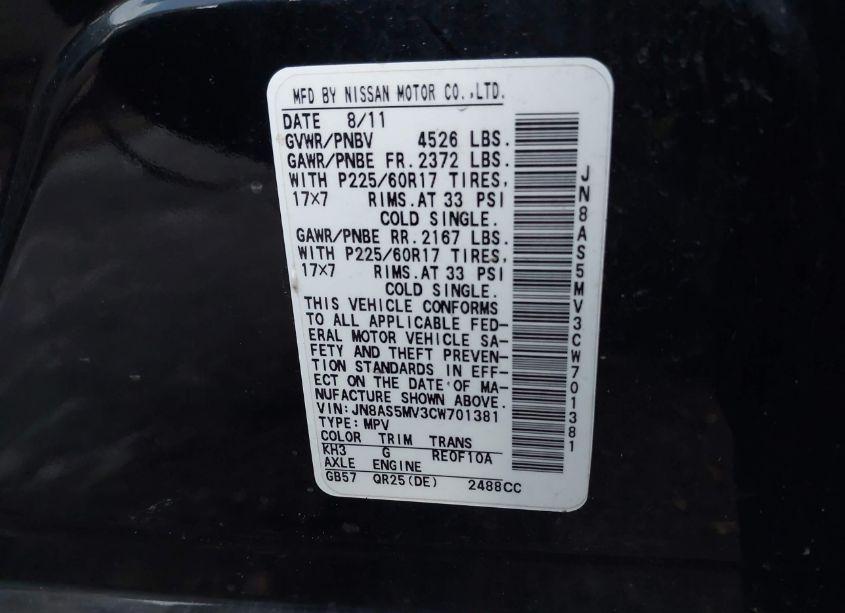 MFD BY NISSAN MOTOR CO.,LTD.
DATE 8/11
GVWR/PNBV 4526 LBS.
GAWR/PNBE FR. 2372 LBS.
WITH P225/60R17 TIRES,
17×7 RIMS.AT 33 PSI
COLD SINGLE.
GAWR/PNBE RR. 2167 LBS.
WITH P225/60R17 TIRES,
17×7 RIMS.AT 33 PSI
COLD SINGLE.
THIS VEHICLE CONFORMS
TO ALL APPLICABLE FED-
ERAL MOTOR VEHICLE SA-
FETY AND THEFT PREVEN-
TION STANDARDS IN EFF-
ECT ON THE DATE OF MA-
NUFACTURE SHOWN ABOVE.
VIN:JN8AS5MV3CW701381
TYPE:MPV
COLOR TRIM TRANS
KH3 G RE0F10A
AXLE ENGINE
GB57 QR25(DE) 2488CC
JN8AS5MV3CW701381